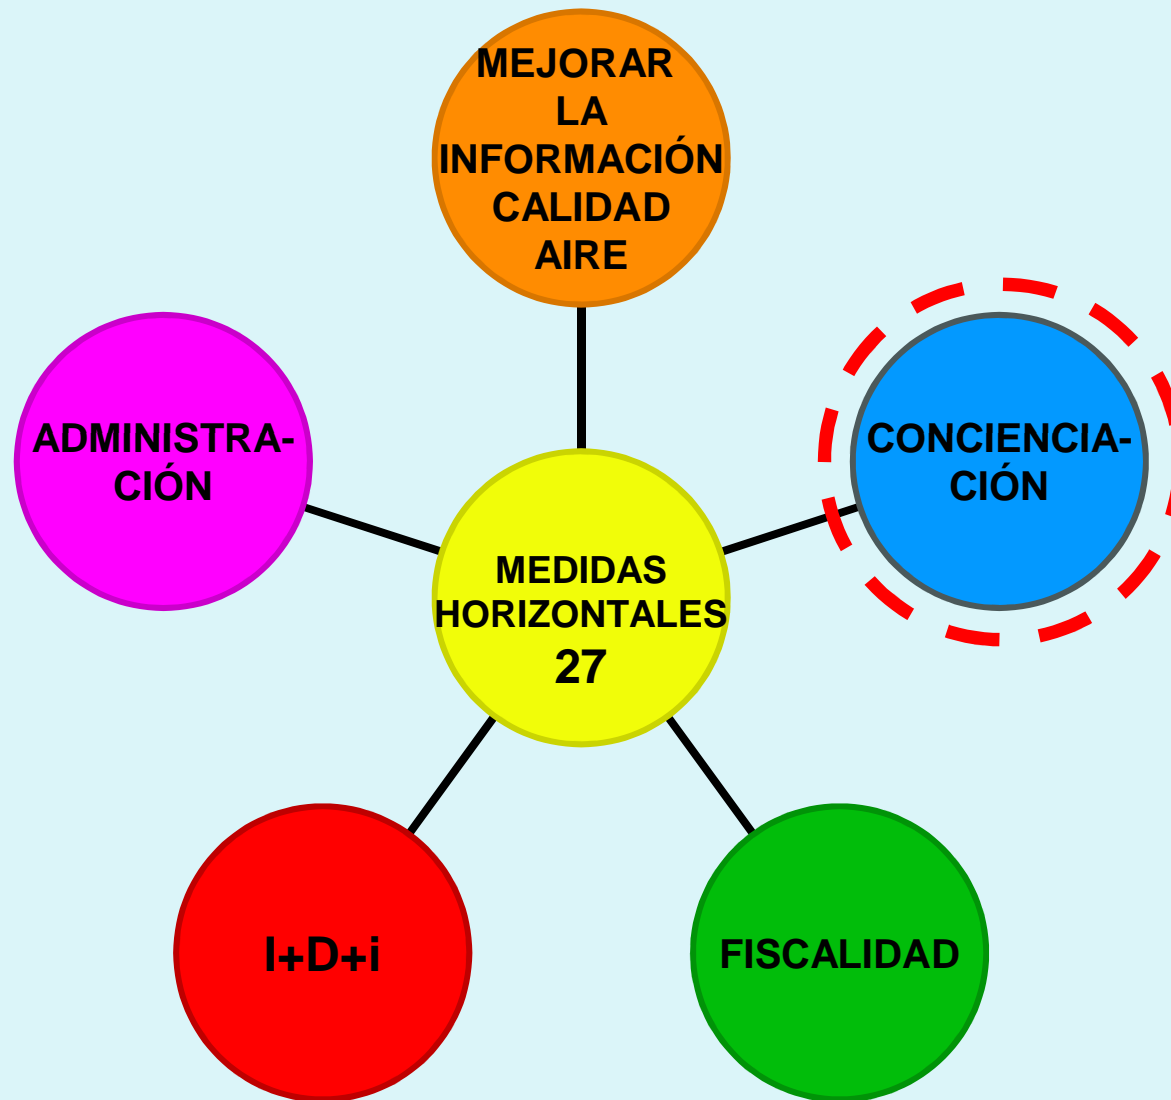 MEJORAR
LA
INFORMACIÓN
CALIDAD
AIRE
ADMINISTRA-
CIÓN
CONCIENCIA-
CIÓN
MEDIDAS
HORIZONTALES
27
I+D+i
FISCALIDAD